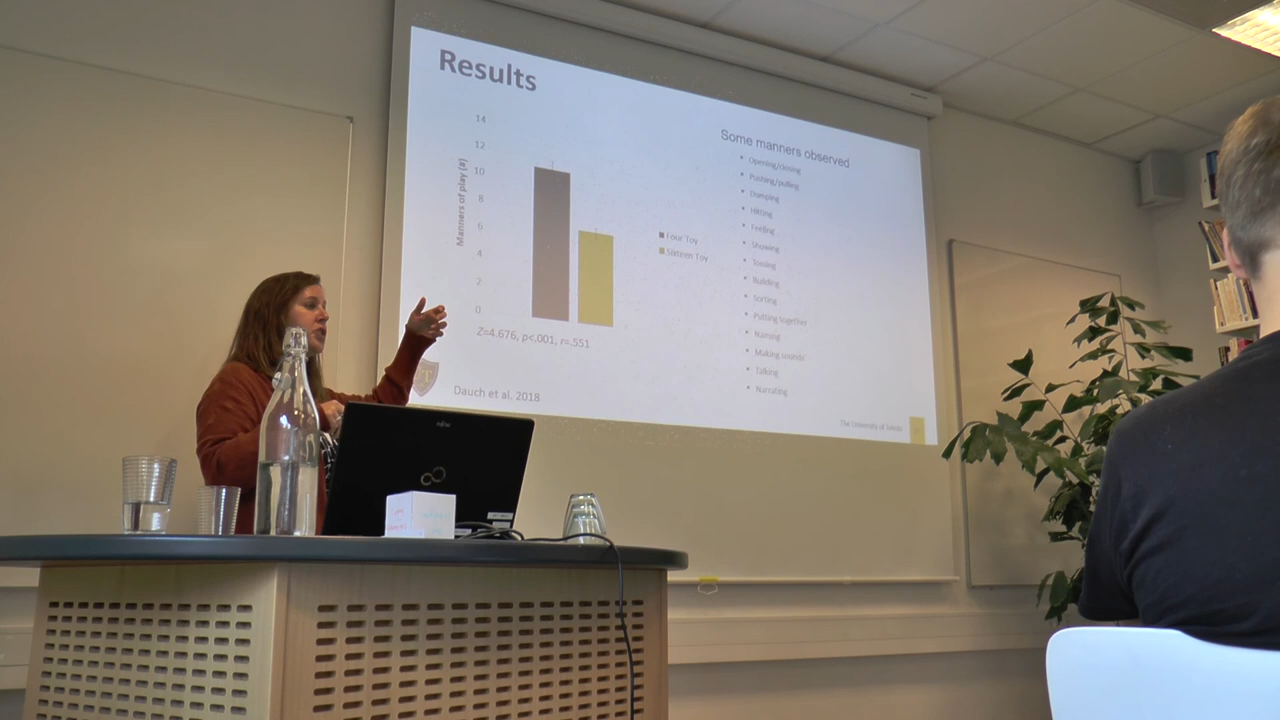 Results
14
12
10
8
6
4
2
0
Manners of play (#)
Four Toy
Sixteen Toy
Z=4.676, p<.001, r=.551
Dauch et al. 2018
Some manners observed
Opening/closing
Pushing/pulling
Dumping
Hitting
Feeling
Showing
Tossing
Building
Sorting
Putting together
Naming
Making sounds
Talking
Narrating
The University of Toledo
FUJITSU